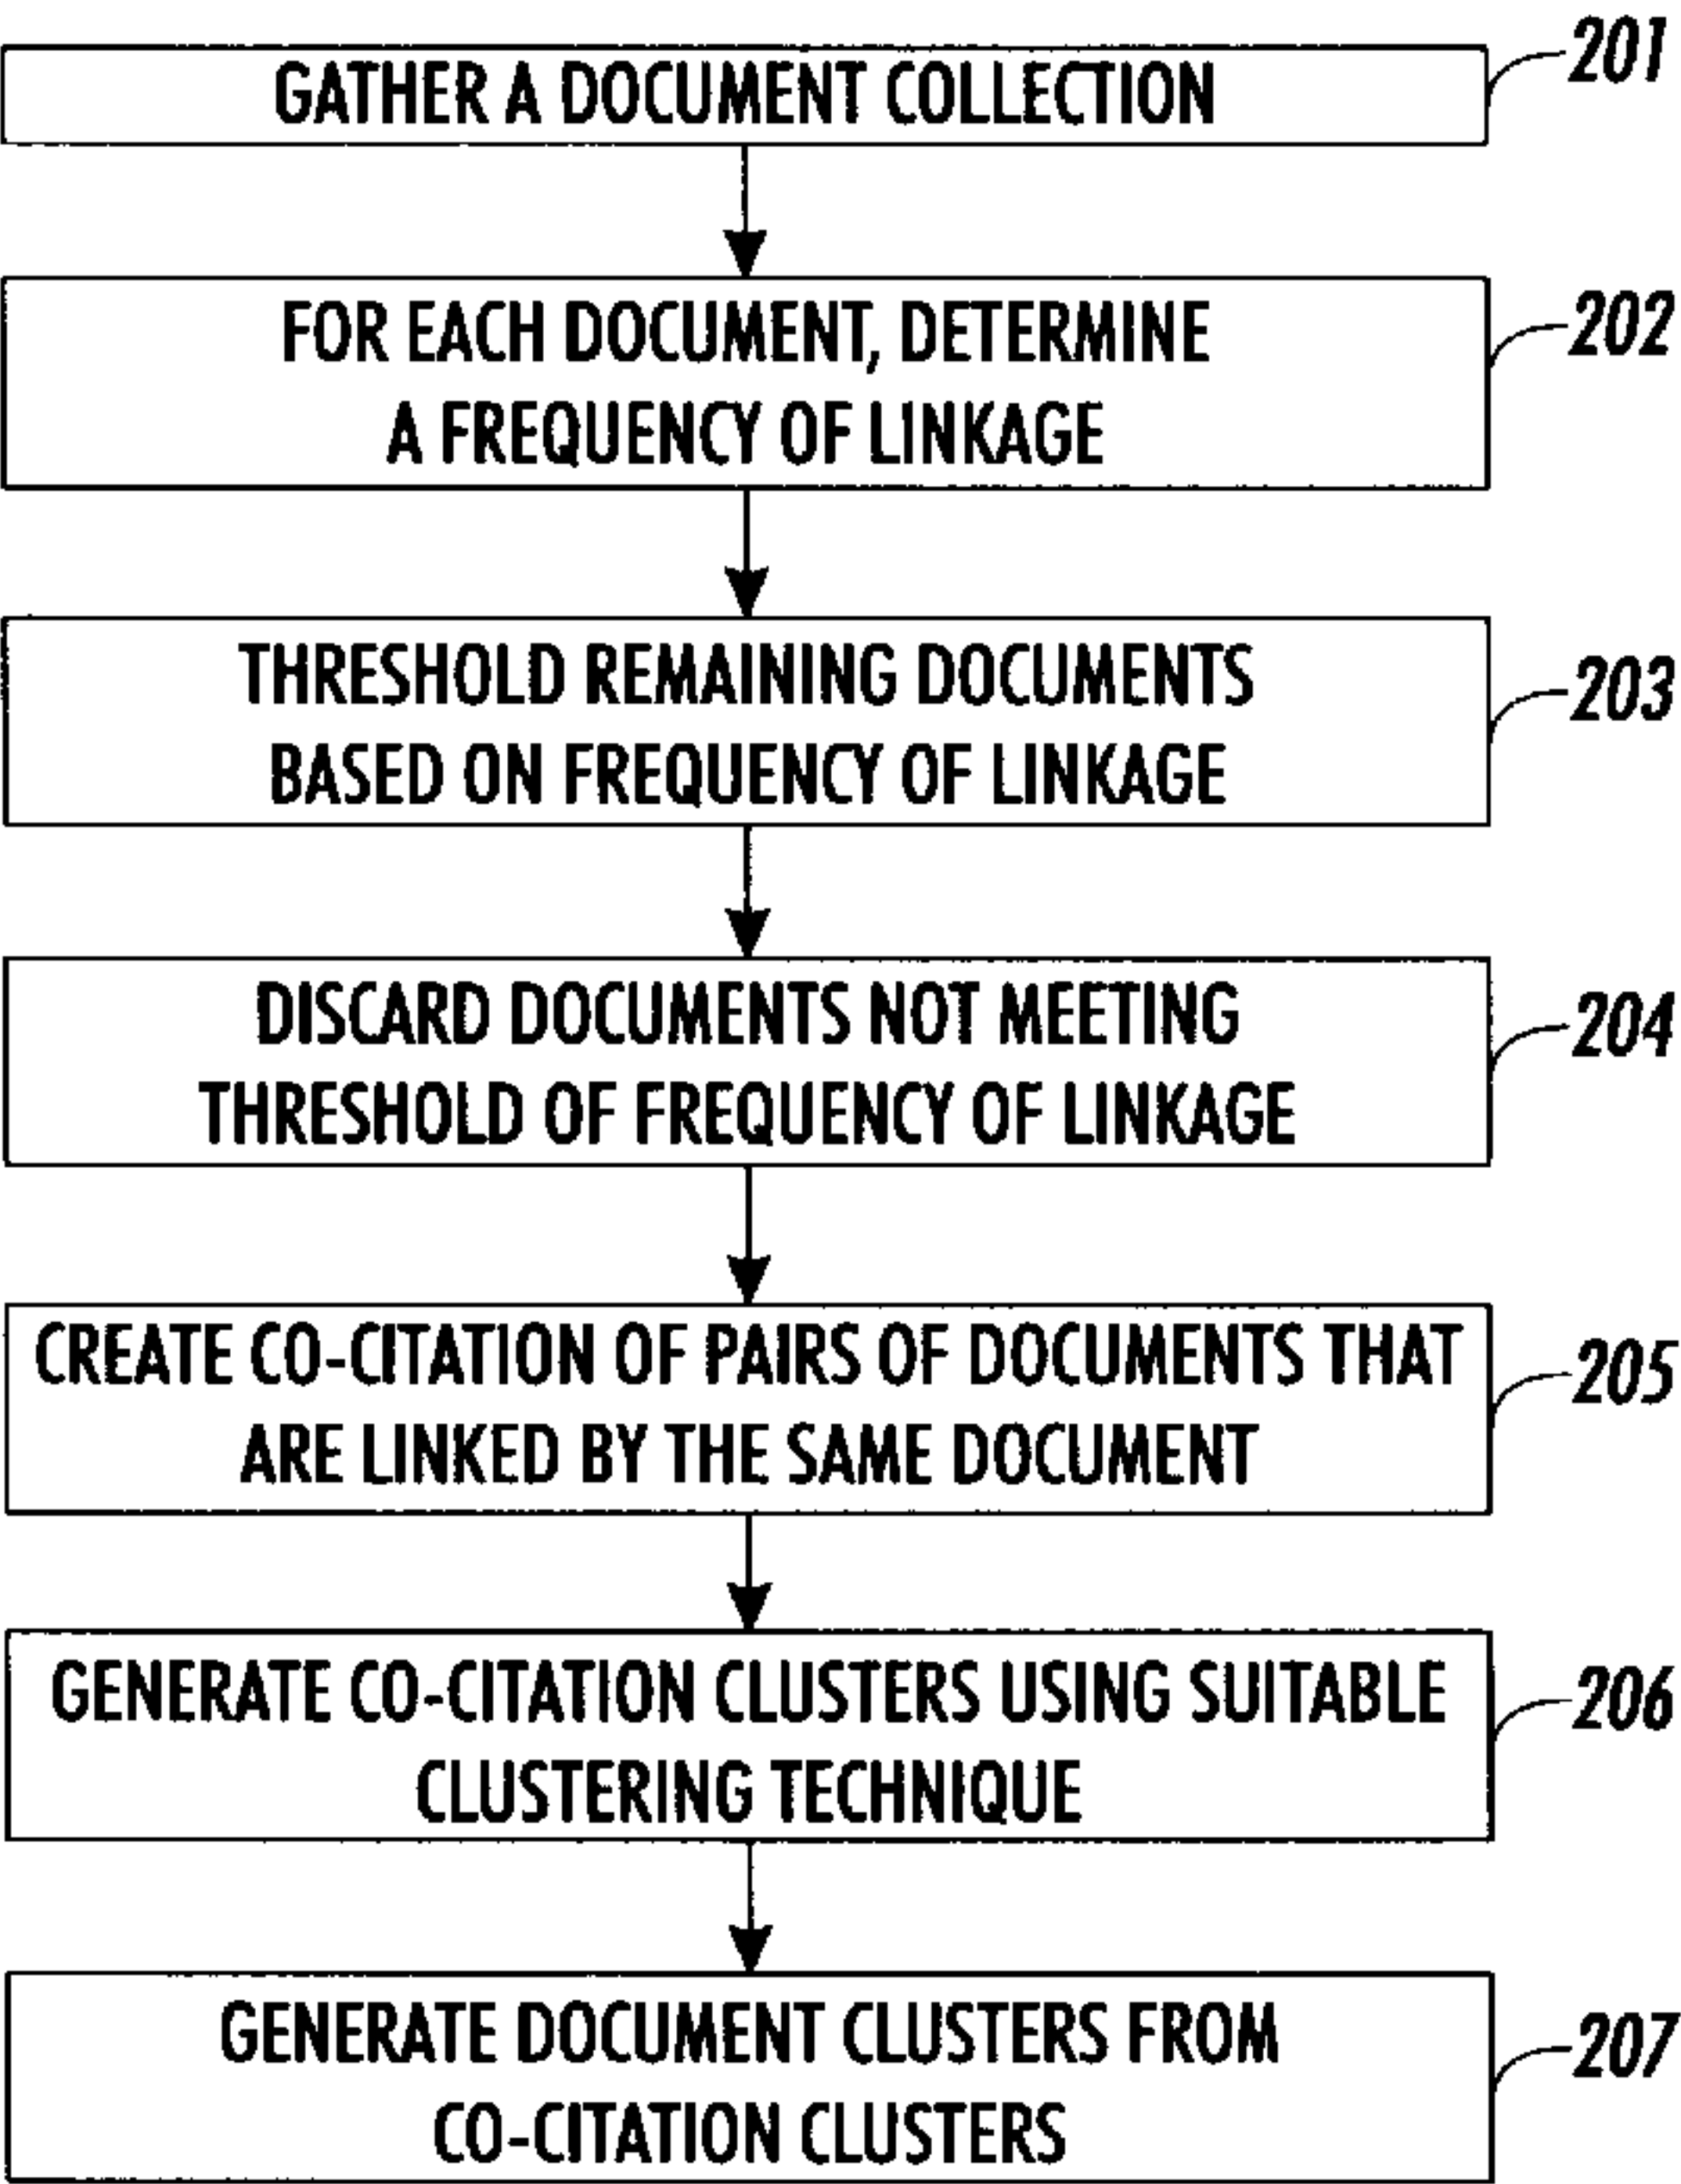 GATHER A DOCUMENT COLLECTION
201
FOR EACH DOCUMENT, DETERMINE
A FREQUENCY OF LINKAGE
202
THRESHOLD REMAINING DOCUMENTS
BASED ON FREQUENCY OF LINKAGE
203
DISCARD DOCUMENTS NOT MEETING
THRESHOLD OF FREQUENCY OF LINKAGE
204
CREATE CO-CITATION OF PAIRS OF DOCUMENTS THAT
ARE LINKED BY THE SAME DOCUMENT
205
GENERATE CO-CITATION CLUSTERS USING SUITABLE
CLUSTERING TECHNIQUE
206
GENERATE DOCUMENT CLUSTERS FROM
CO-CITATION CLUSTERS
207